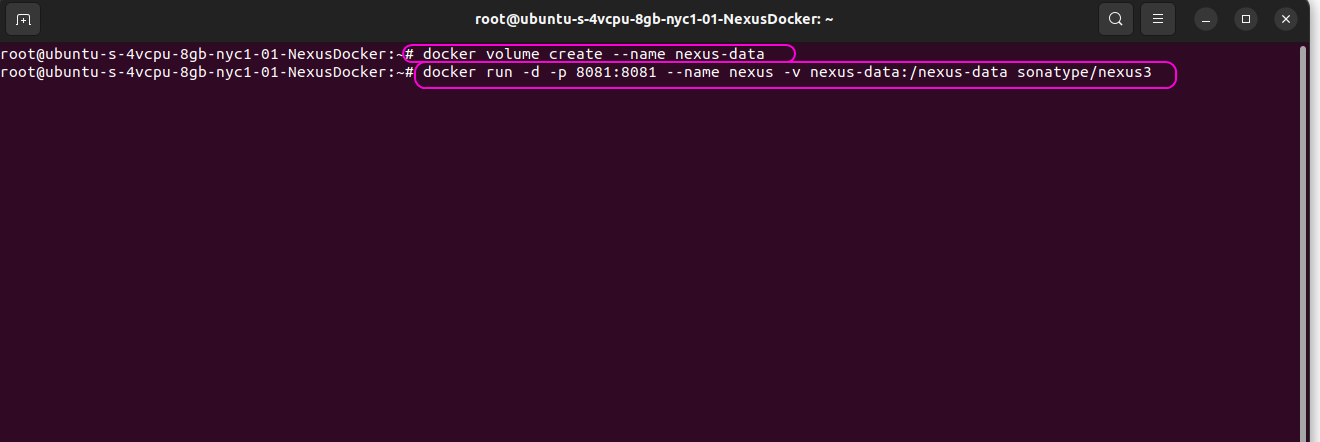 root@ubuntu-s-4vcpu-8gb-nyc1-01-NexusDocker: ~
root@ubuntu-s-4vcpu-8gb-nyc1-01-NexusDocker:~# docker volume create --name nexus-data
root@ubuntu-s-4vcpu-8gb-nyc1-01-NexusDocker:~# docker run -d -p 8081:8081 --name nexus -v nexus-data:/nexus-data sonatype/nexus3